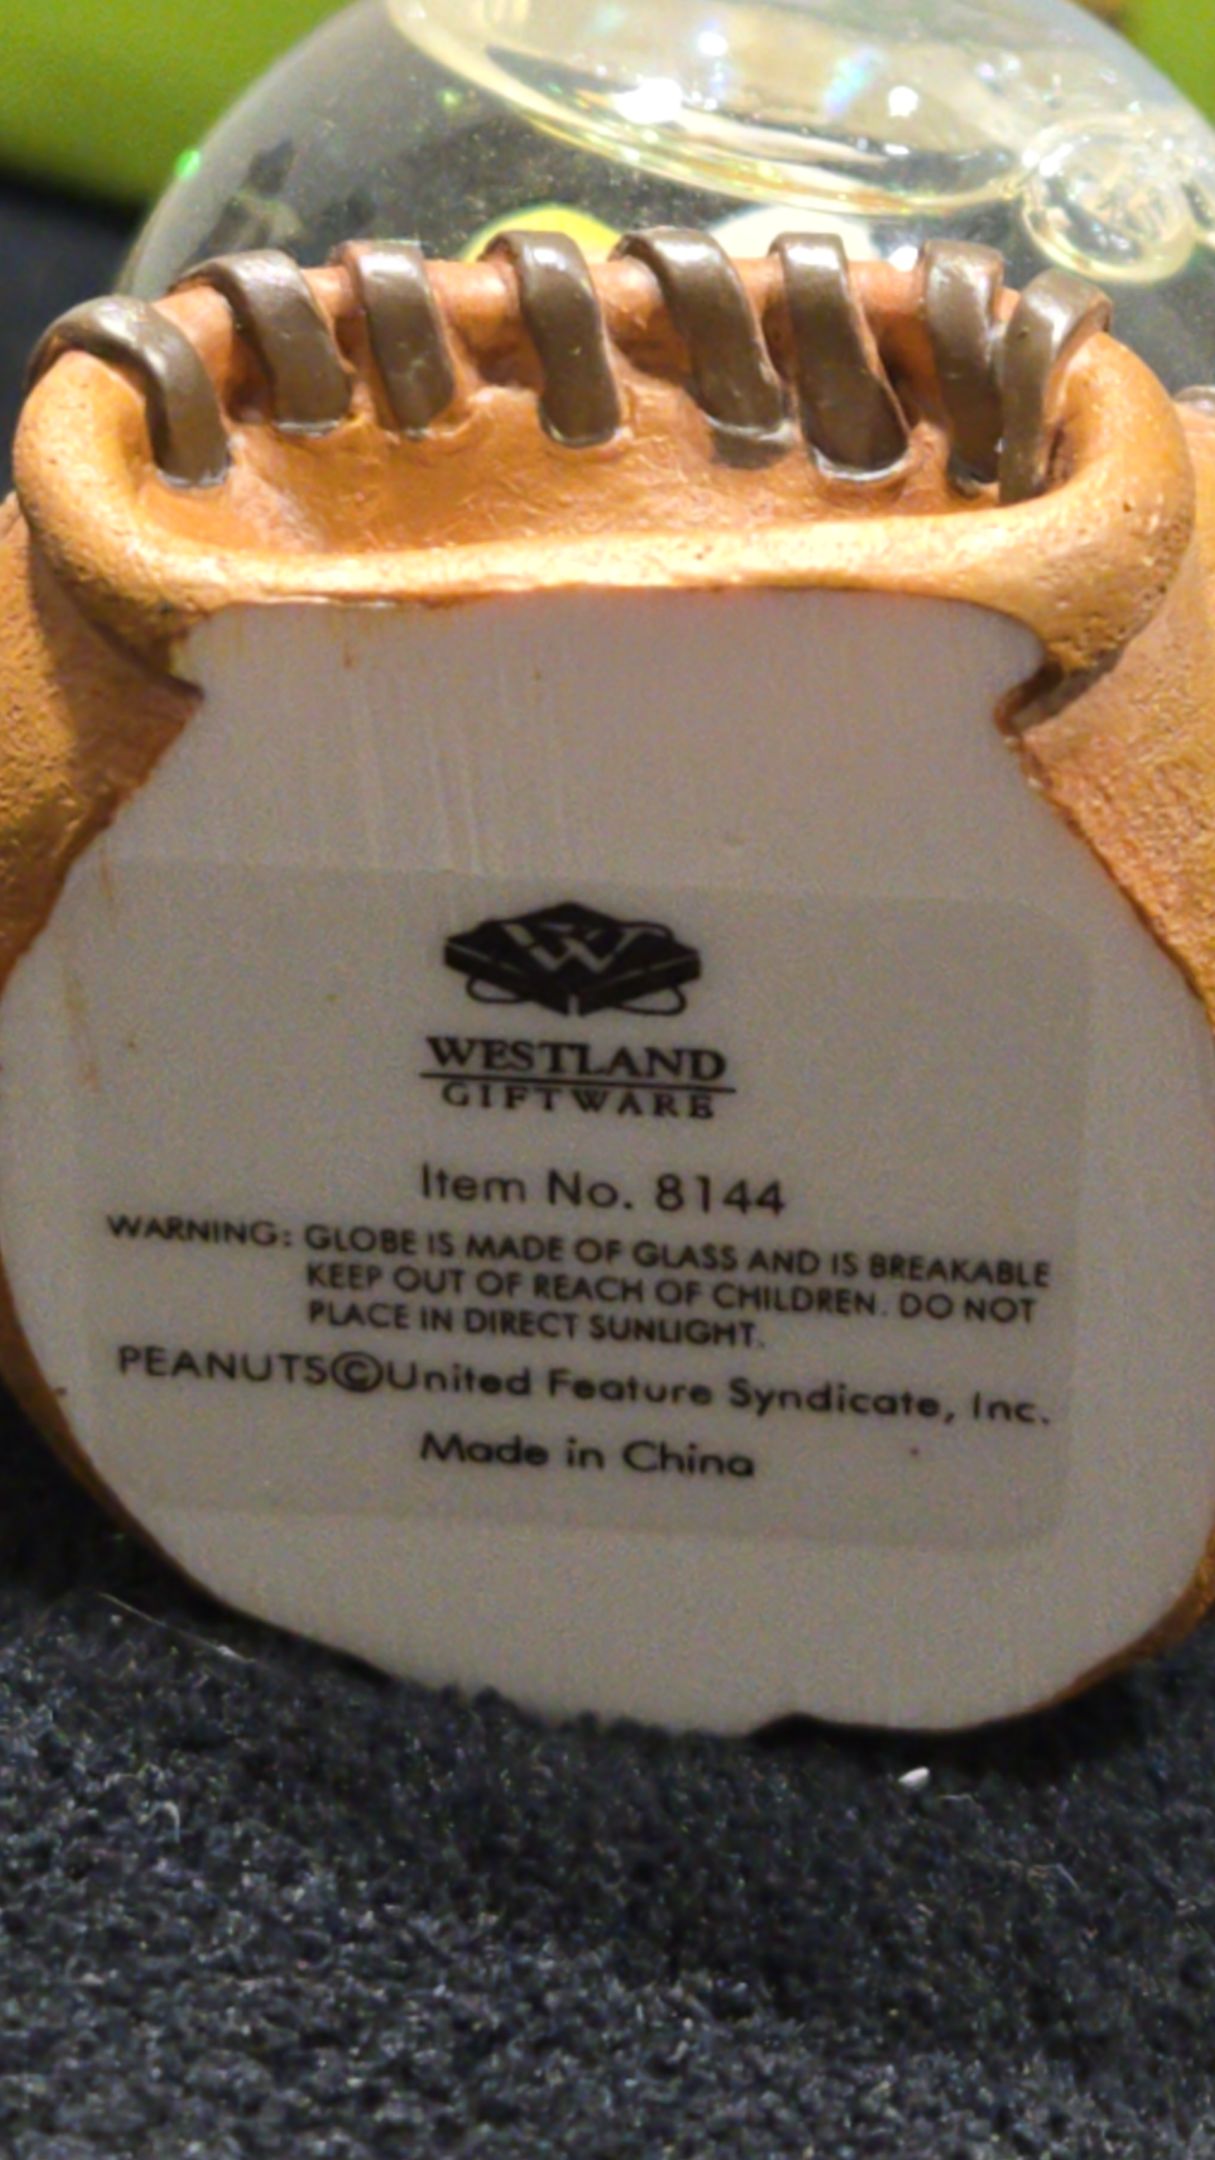 W
WESTLAND
GIFTWARE
Item No. 8144
WARNING: GLOBE IS MADE OF GLASS AND IS BREAKABLE
KEEP OUT OF REACH OF CHILDREN. DO NOT
PLACE IN DIRECT SUNLIGHT.
PEANUTS©United Feature Syndicate, Inc.
Made in China